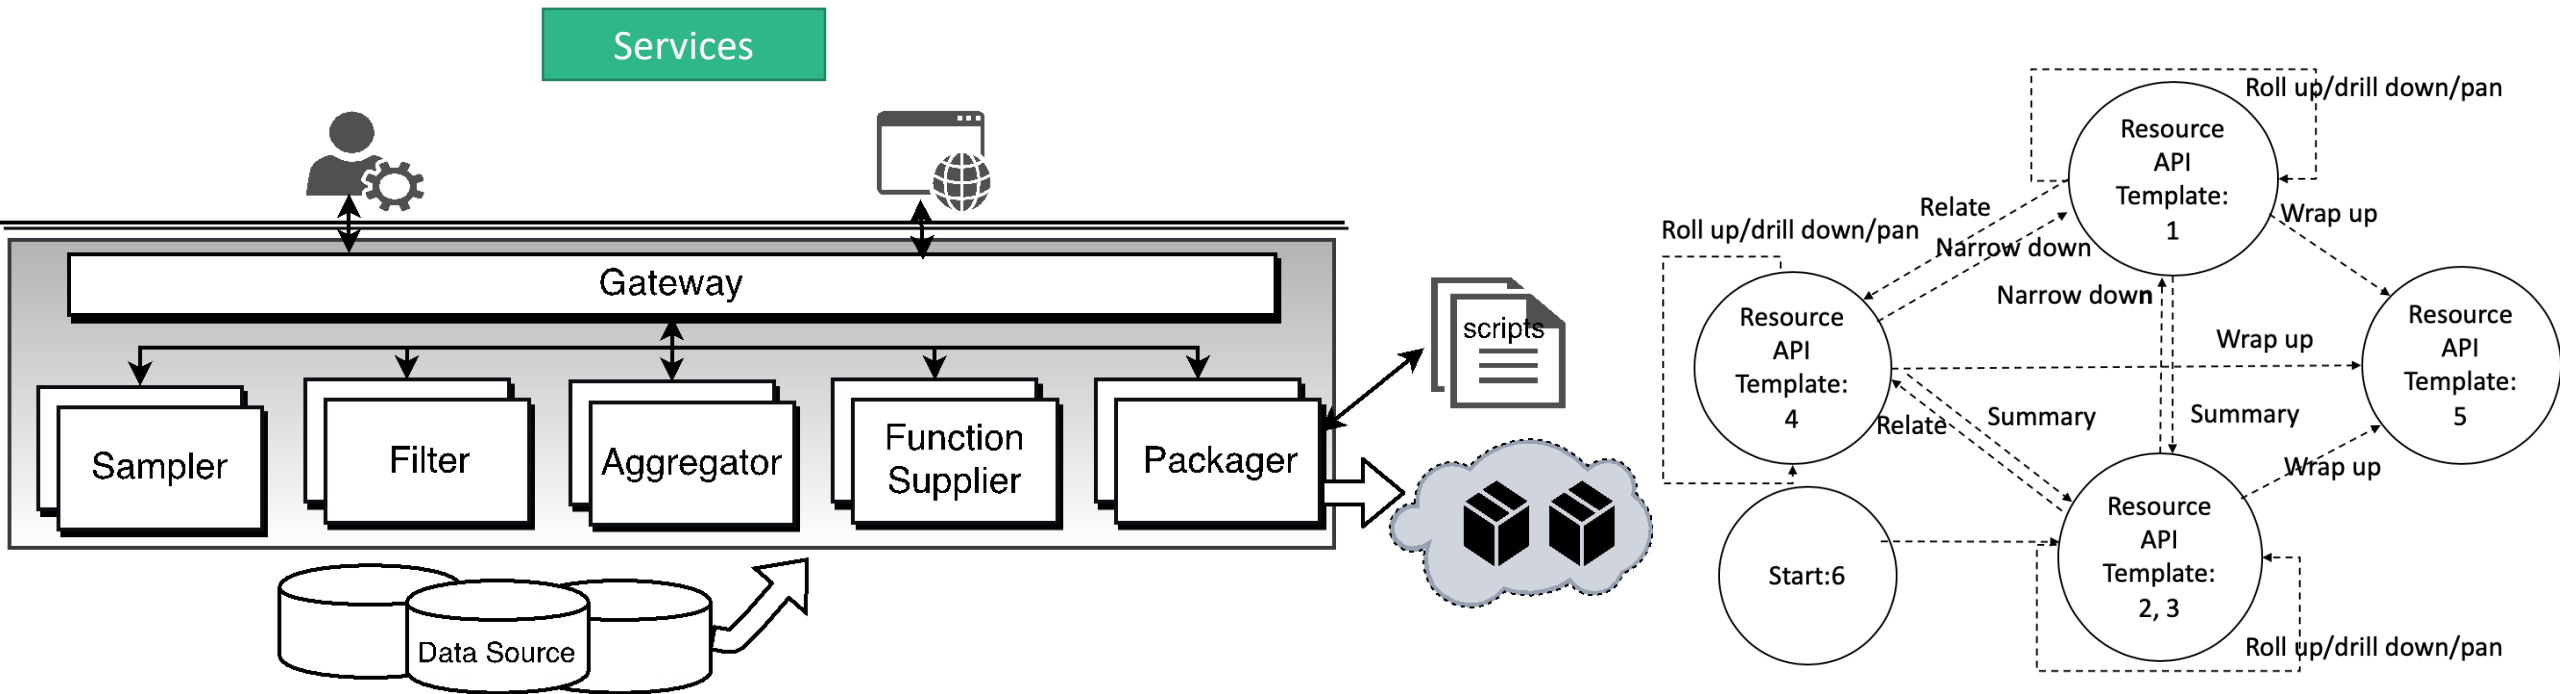 Services
Gateway
Sampler
Filter
Aggregator
Function
Supplier
Packager
scripts
Data Source
Roll up/drill down/pan
Resource
API
Template:
1
Relate
Wrap up
Roll up/drill down/pan
Narrow down
Narrow down
Resource
API
Template:
4
Resource
API
Template:
5
Wrap up
Relate
Summary
Summary
Wrap up
Resource
API
Template:
2, 3
Start:6
Roll up/drill down/pan